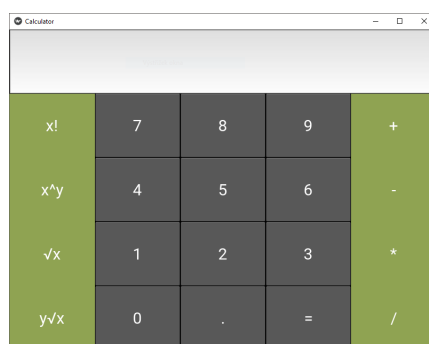 Calculator
x! 7 8 9 +
x^y 4 5 6 -
√x 1 2 3 *
y√x 0 . = /